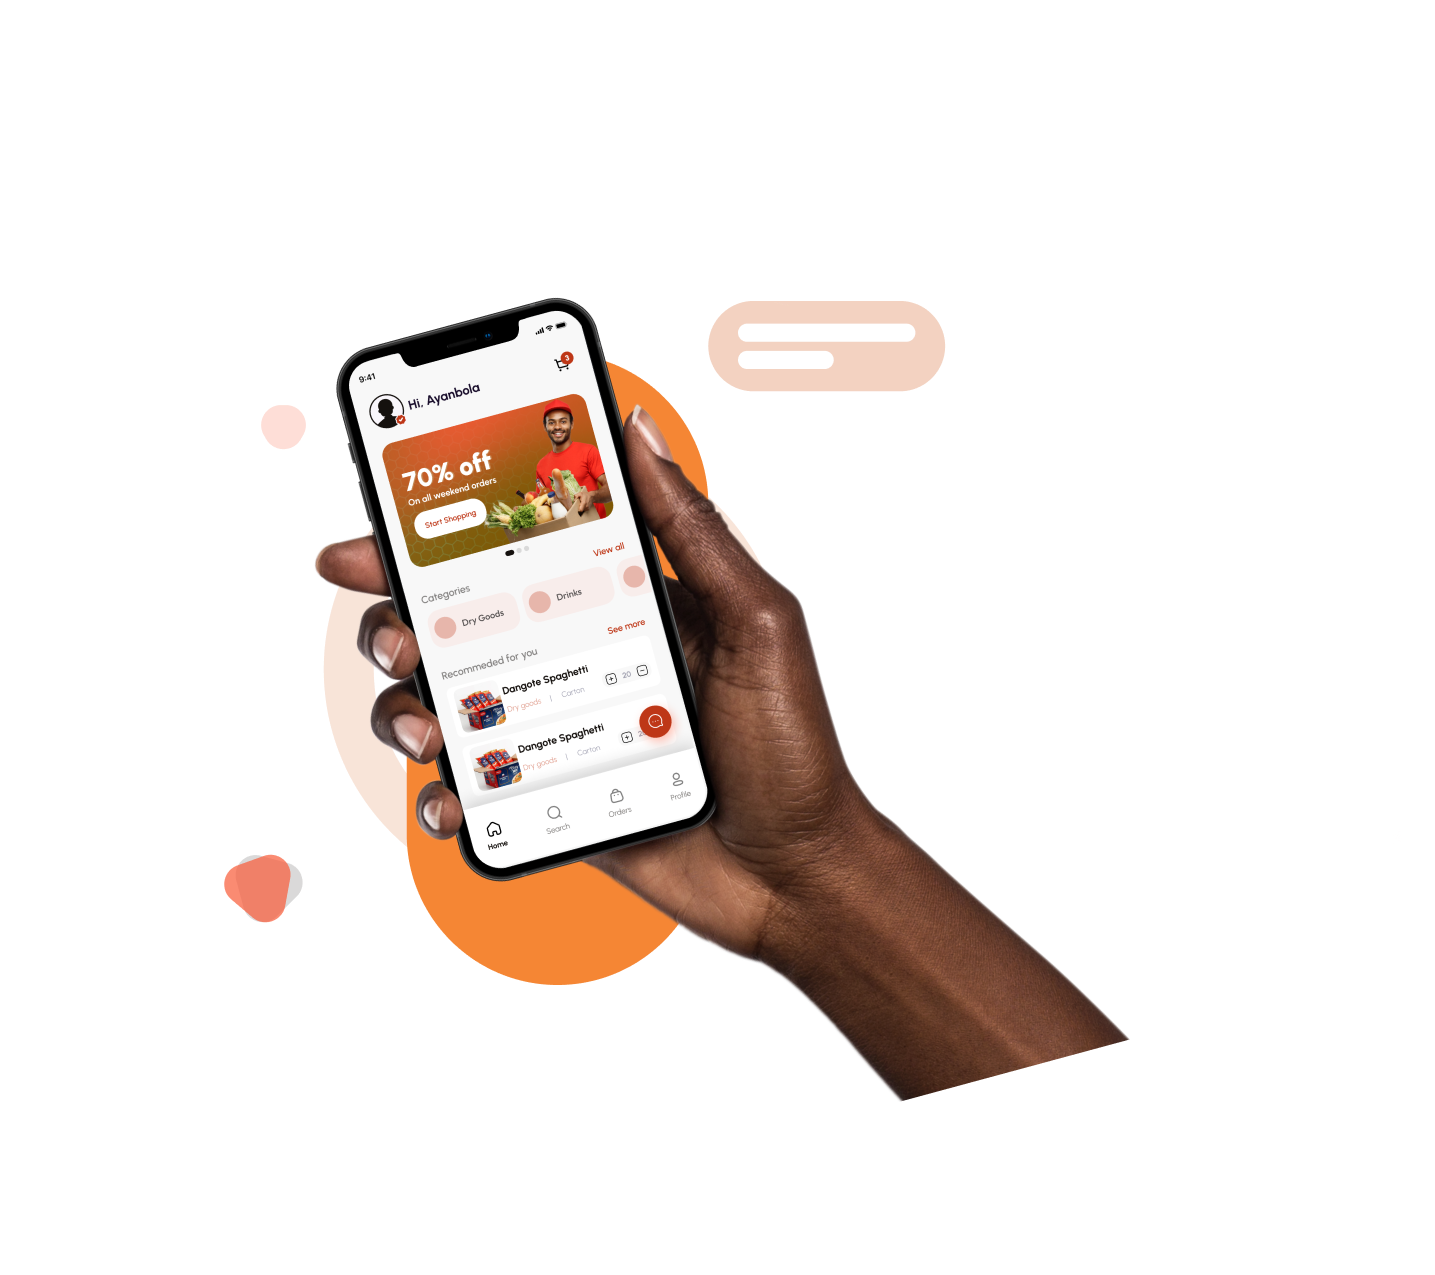 9:41
3
Hi, Ayanbola
70% off
On all weekend orders
Start Shopping
View all
Categories
Dry Goods
Drinks
See more
Recommeded for you
Dangote Spaghetti
Dry goods | Carton
20
Dangote Spaghetti
Dry goods | Carton
Home
Search
Orders
Profile